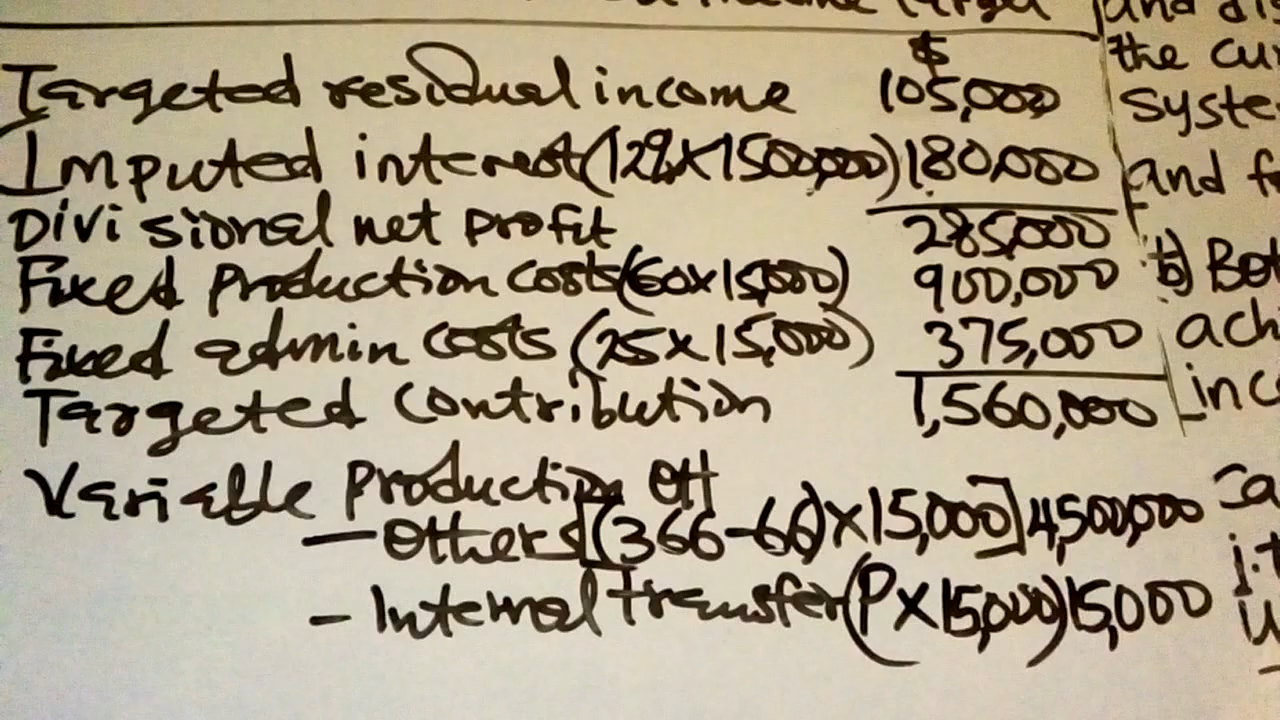 $
Targeted residual income 105,000
Imputed interest (12%×1500,000) 180,000
Divisional net profit 285,000
Fixed production costs (60×15,000) 900,000
Fixed admin costs (25×15,000) 375,000
Targeted contribution 1,560,000
Variable production
- Others [(366-66)×15,000] 4,500,000
- Internal transfer (P×15,000) 15,000
and
the
syste
and
b) Bot
ach
inc